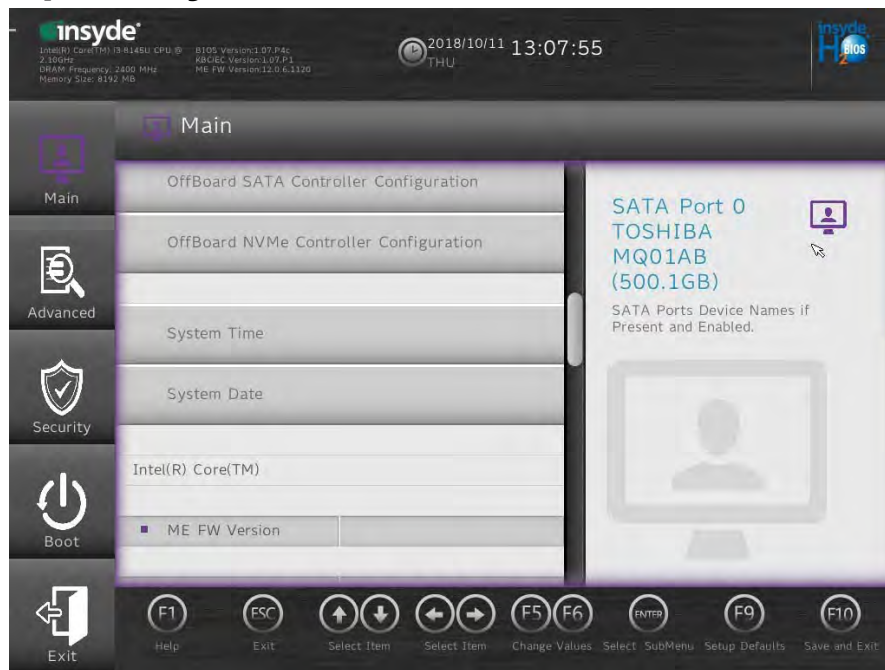 insyde®
Intel(R) Core(TM) i3-8145U CPU @
2.10GHz
DRAM Frequency: 2400 MHz
Memory Size: 8192 MB
BIOS Version:1.07.P4c
KBC/EC Version:1.07.P1
ME FW Version:12.0.6.1120
2018/10/11 13:07:55
THU
insyde
H2O BIOS
Main
Main
Advanced
Security
Boot
Exit
OffBoard SATA Controller Configuration
OffBoard NVMe Controller Configuration
System Time
System Date
Intel(R) Core(TM)
ME FW Version
SATA Port 0
TOSHIBA
MQ01AB
(500.1GB)
SATA Ports Device Names if
Present and Enabled.
F1
Help
ESC
Exit
Select Item
Select Item
F5 F6
Change Values
ENTER
Select SubMenu
F9
Setup Defaults
F10
Save and Exit